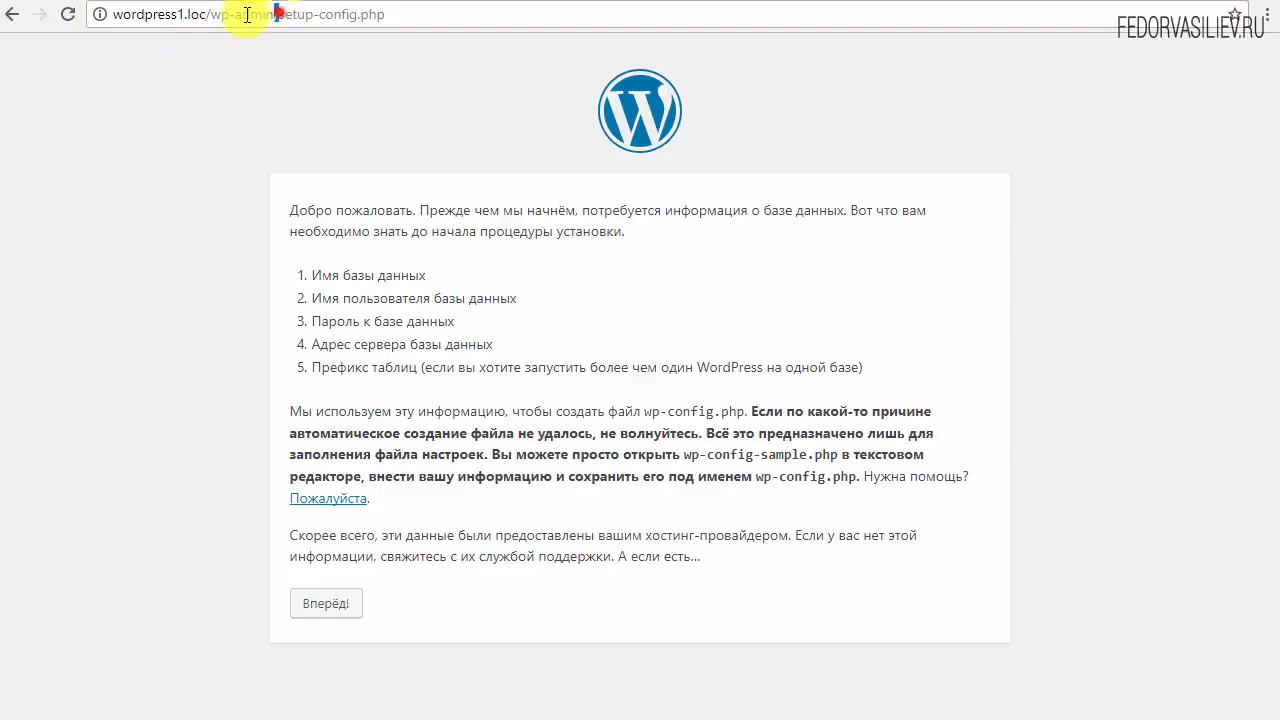 wordpress1.loc/wp-admin/setup-config.php
FEDORVASILIEV.RU
Добро пожаловать. Прежде чем мы начнём, потребуется информация о базе данных. Вот что вам
необходимо знать до начала процедуры установки.
1. Имя базы данных
2. Имя пользователя базы данных
3. Пароль к базе данных
4. Адрес сервера базы данных
5. Префикс таблиц (если вы хотите запустить более чем один WordPress на одной базе)
Мы используем эту информацию, чтобы создать файл wp-config.php. Если по какой-то причине
автоматическое создание файла не удалось, не волнуйтесь. Всё это предназначено лишь для
заполнения файла настроек. Вы можете просто открыть wp-config-sample.php в текстовом
редакторе, внести вашу информацию и сохранить его под именем wp-config.php. Нужна помощь?
Пожалуйста.
Скорее всего, эти данные были предоставлены вашим хостинг-провайдером. Если у вас нет этой
информации, свяжитесь с их службой поддержки. А если есть...
Вперёд!